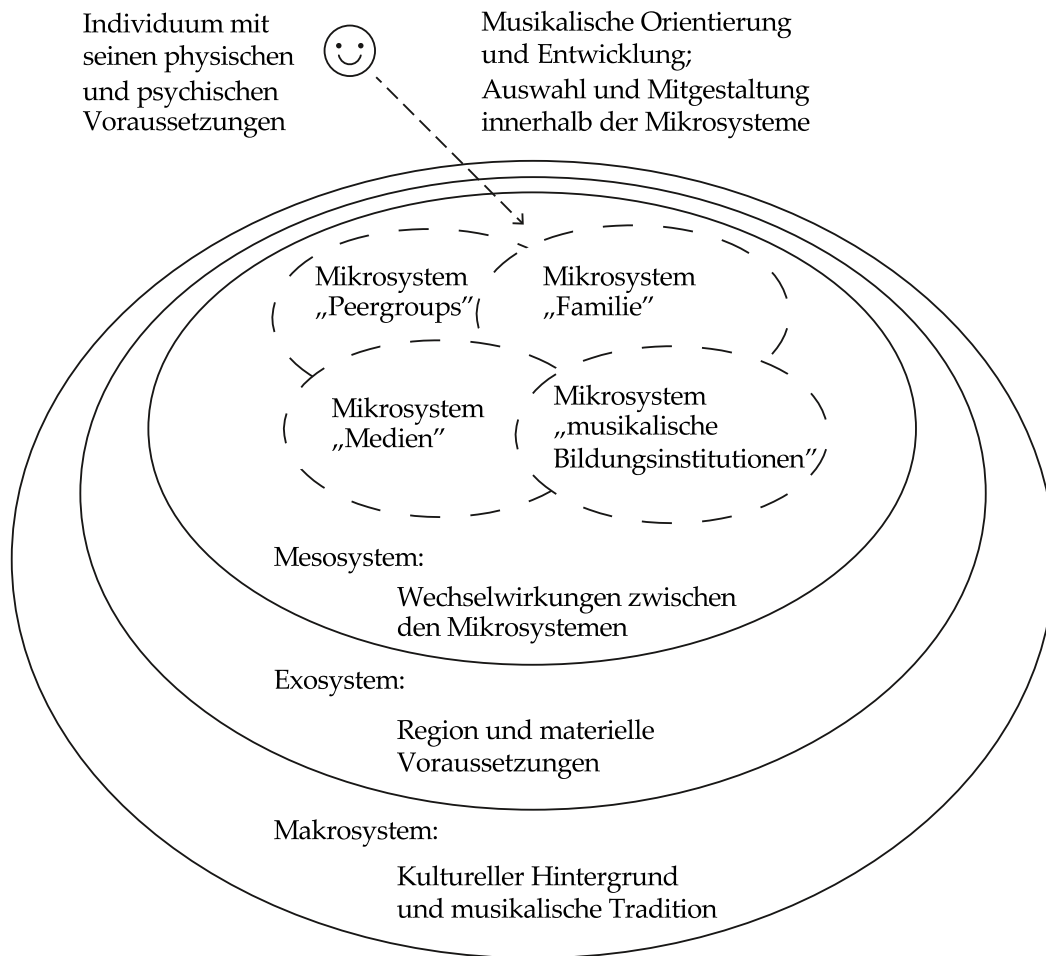 Individuum mit
seinen physischen
und psychischen
Voraussetzungen
Musikalische Orientierung
und Entwicklung;
Auswahl und Mitgestaltung
innerhalb der Mikrosysteme
Mikrosystem
„Peergroups”
Mikrosystem
„Familie”
Mikrosystem
„Medien”
Mikrosystem
„musikalische
Bildungsinstitutionen”
Mesosystem:
Wechselwirkungen zwischen
den Mikrosystemen
Exosystem:
Region und materielle
Voraussetzungen
Makrosystem:
Kultureller Hintergrund
und musikalische Tradition